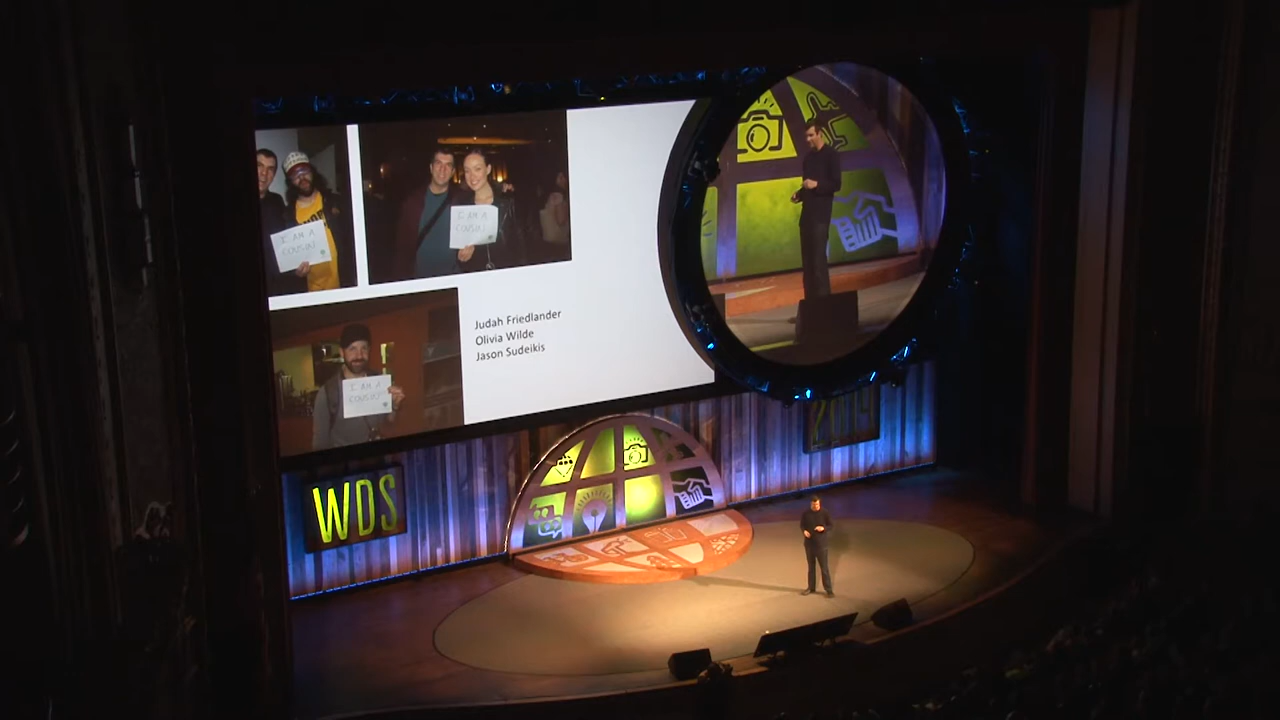 I AM A
COUSIN!
I AM A
COUSIN!
I AM A
COUSIN!
Judah Friedlander
Olivia Wilde
Jason Sudeikis
WDS
2014